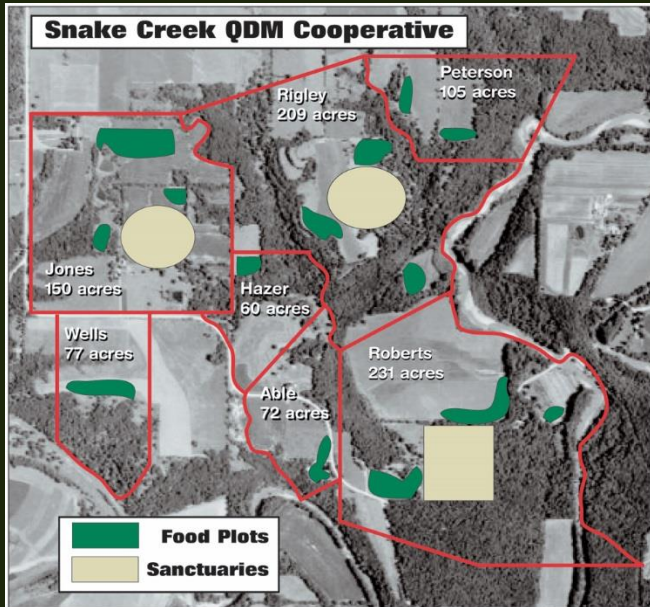 Snake Creek QDM Cooperative
Peterson
105 acres
Rigley
209 acres
Jones
150 acres
Hazer
60 acres
Wells
77 acres
Roberts
231 acres
Able
72 acres
Food Plots
Sanctuaries